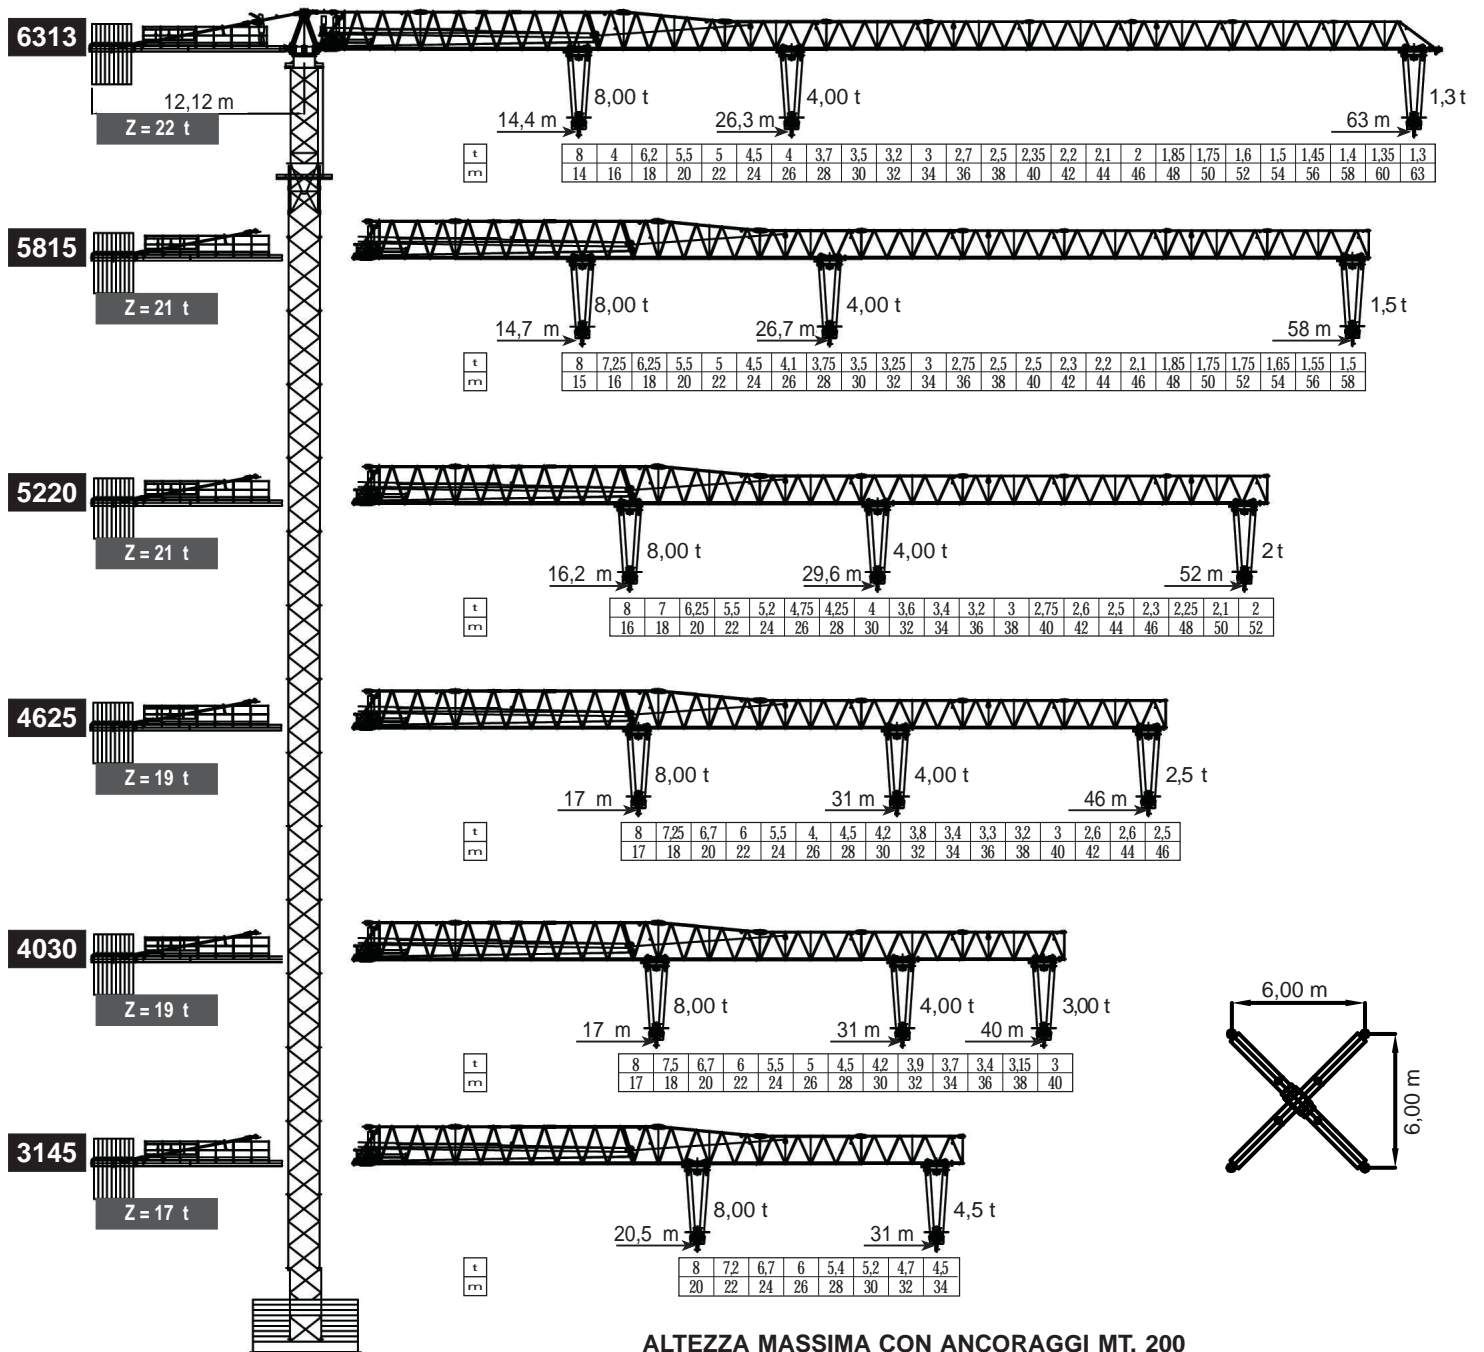 6313
12,12 m
Z = 22 t
8,00 t
4,00 t
1,3 t
14,4 m
26,3 m
63 m
t 8 4 6,2 5,5 5 4,5 4 3,7 3,5 3,2 3 2,7 2,5 2,35 2,2 2,1 2 1,85 1,75 1,6 1,5 1,45 1,4 1,35 1,3
m 14 16 18 20 22 24 26 28 30 32 34 36 38 40 42 44 46 48 50 52 54 56 58 60 63
5815
Z = 21 t
8,00 t
4,00 t
1,5 t
14,7 m
26,7 m
58 m
t 8 7,25 6,25 5,5 5 4,5 4,1 3,75 3,5 3,25 3 2,75 2,5 2,5 2,3 2,2 2,1 1,85 1,75 1,75 1,65 1,55 1,5
m 15 16 18 20 22 24 26 28 30 32 34 36 38 40 42 44 46 48 50 52 54 56 58
5220
Z = 21 t
8,00 t
4,00 t
2 t
16,2 m
29,6 m
52 m
t 8 7 6,25 5,5 5,2 4,75 4,25 4 3,6 3,4 3,2 3 2,75 2,6 2,5 2,3 2,25 2,1 2
m 16 18 20 22 24 26 28 30 32 34 36 38 40 42 44 46 48 50 52
4625
Z = 19 t
8,00 t
4,00 t
2,5 t
17 m
31 m
46 m
t 8 7,25 6,7 6 5,5 4, 4,5 4,2 3,8 3,4 3,3 3,2 3 2,6 2,6 2,5
m 17 18 20 22 24 26 28 30 32 34 36 38 40 42 44 46
4030
Z = 19 t
8,00 t
4,00 t
3,00 t
17 m
31 m
40 m
t 8 7,5 6,7 6 5,5 5 4,5 4,2 3,9 3,7 3,4 3,15 3
m 17 18 20 22 24 26 28 30 32 34 36 38 40
6,00 m
6,00 m
3145
Z = 17 t
8,00 t
4,5 t
20,5 m
31 m
t 8 7,2 6,7 6 5,4 5,2 4,7 4,5
m 20 22 24 26 28 30 32 34
ALTEZZA MASSIMA CON ANCORAGGI MT. 200